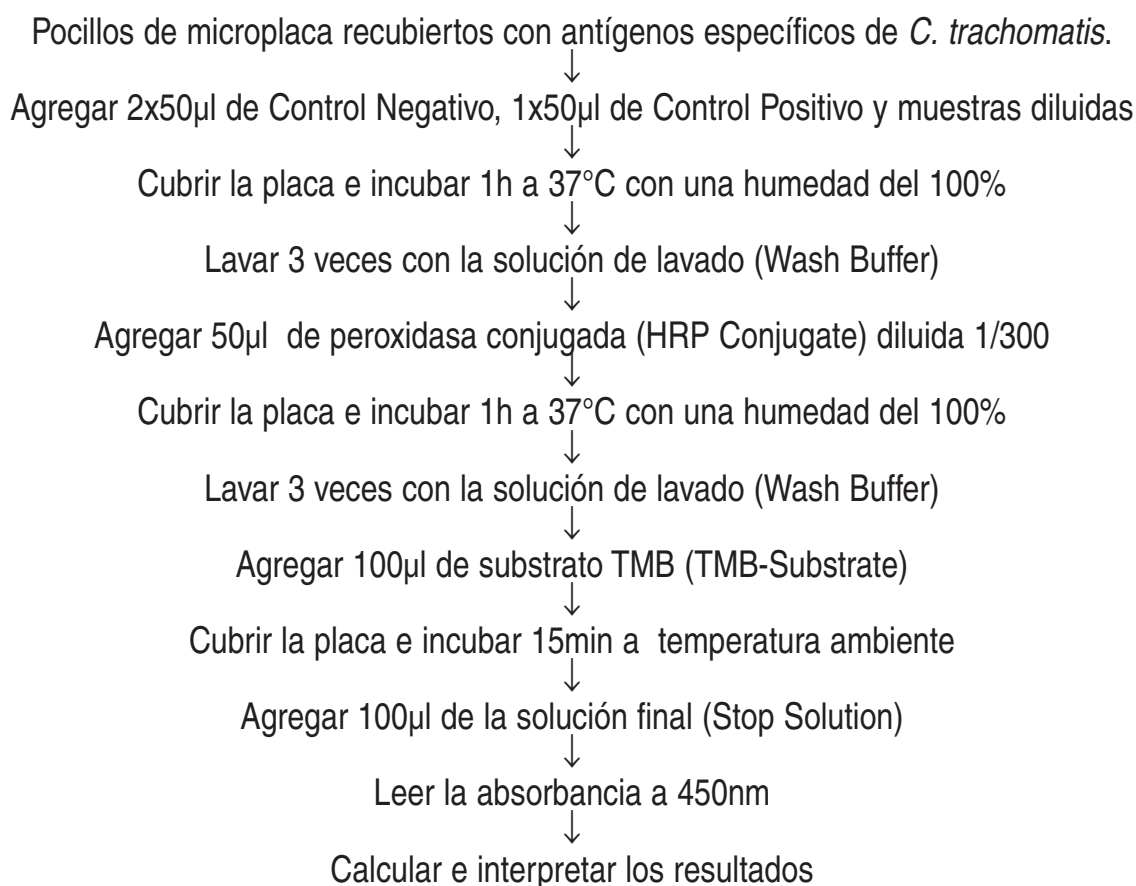 Pocillos de microplaca recubiertos con antígenos específicos de C. trachomatis.
↓
Agregar 2x50µl de Control Negativo, 1x50µl de Control Positivo y muestras diluidas
↓
Cubrir la placa e incubar 1h a 37°C con una humedad del 100%
↓
Lavar 3 veces con la solución de lavado (Wash Buffer)
↓
Agregar 50µl de peroxidasa conjugada (HRP Conjugate) diluida 1/300
↓
Cubrir la placa e incubar 1h a 37°C con una humedad del 100%
↓
Lavar 3 veces con la solución de lavado (Wash Buffer)
↓
Agregar 100µl de substrato TMB (TMB-Substrate)
↓
Cubrir la placa e incubar 15min a temperatura ambiente
↓
Agregar 100µl de la solución final (Stop Solution)
↓
Leer la absorbancia a 450nm
↓
Calcular e interpretar los resultados